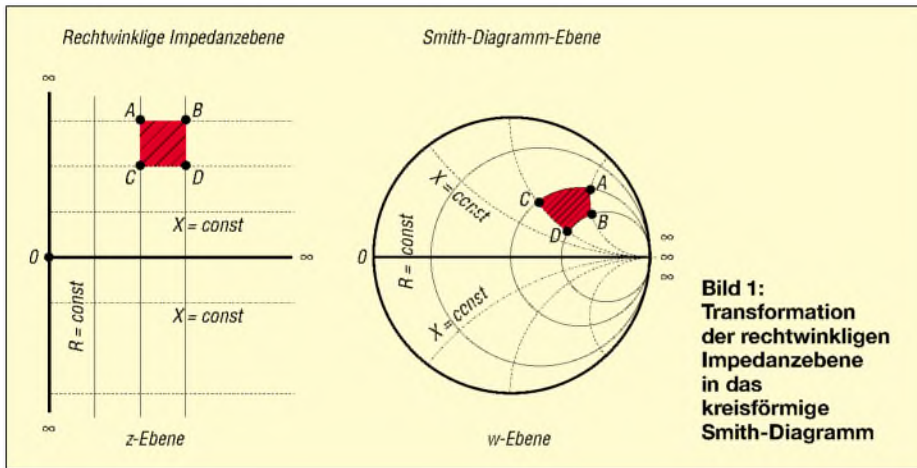 Rechtwinklige Impedanzebene
Smith-Diagramm-Ebene
∞
A
B
C
D
X = const
0
∞
R = const
X = const
∞
z-Ebene
X = const
C
A
B
D
0
R = const
∞
∞
∞
X = const
w-Ebene
Bild 1:
Transformation
der rechtwinkligen
Impedanzebene
in das
kreisförmige
Smith-Diagramm